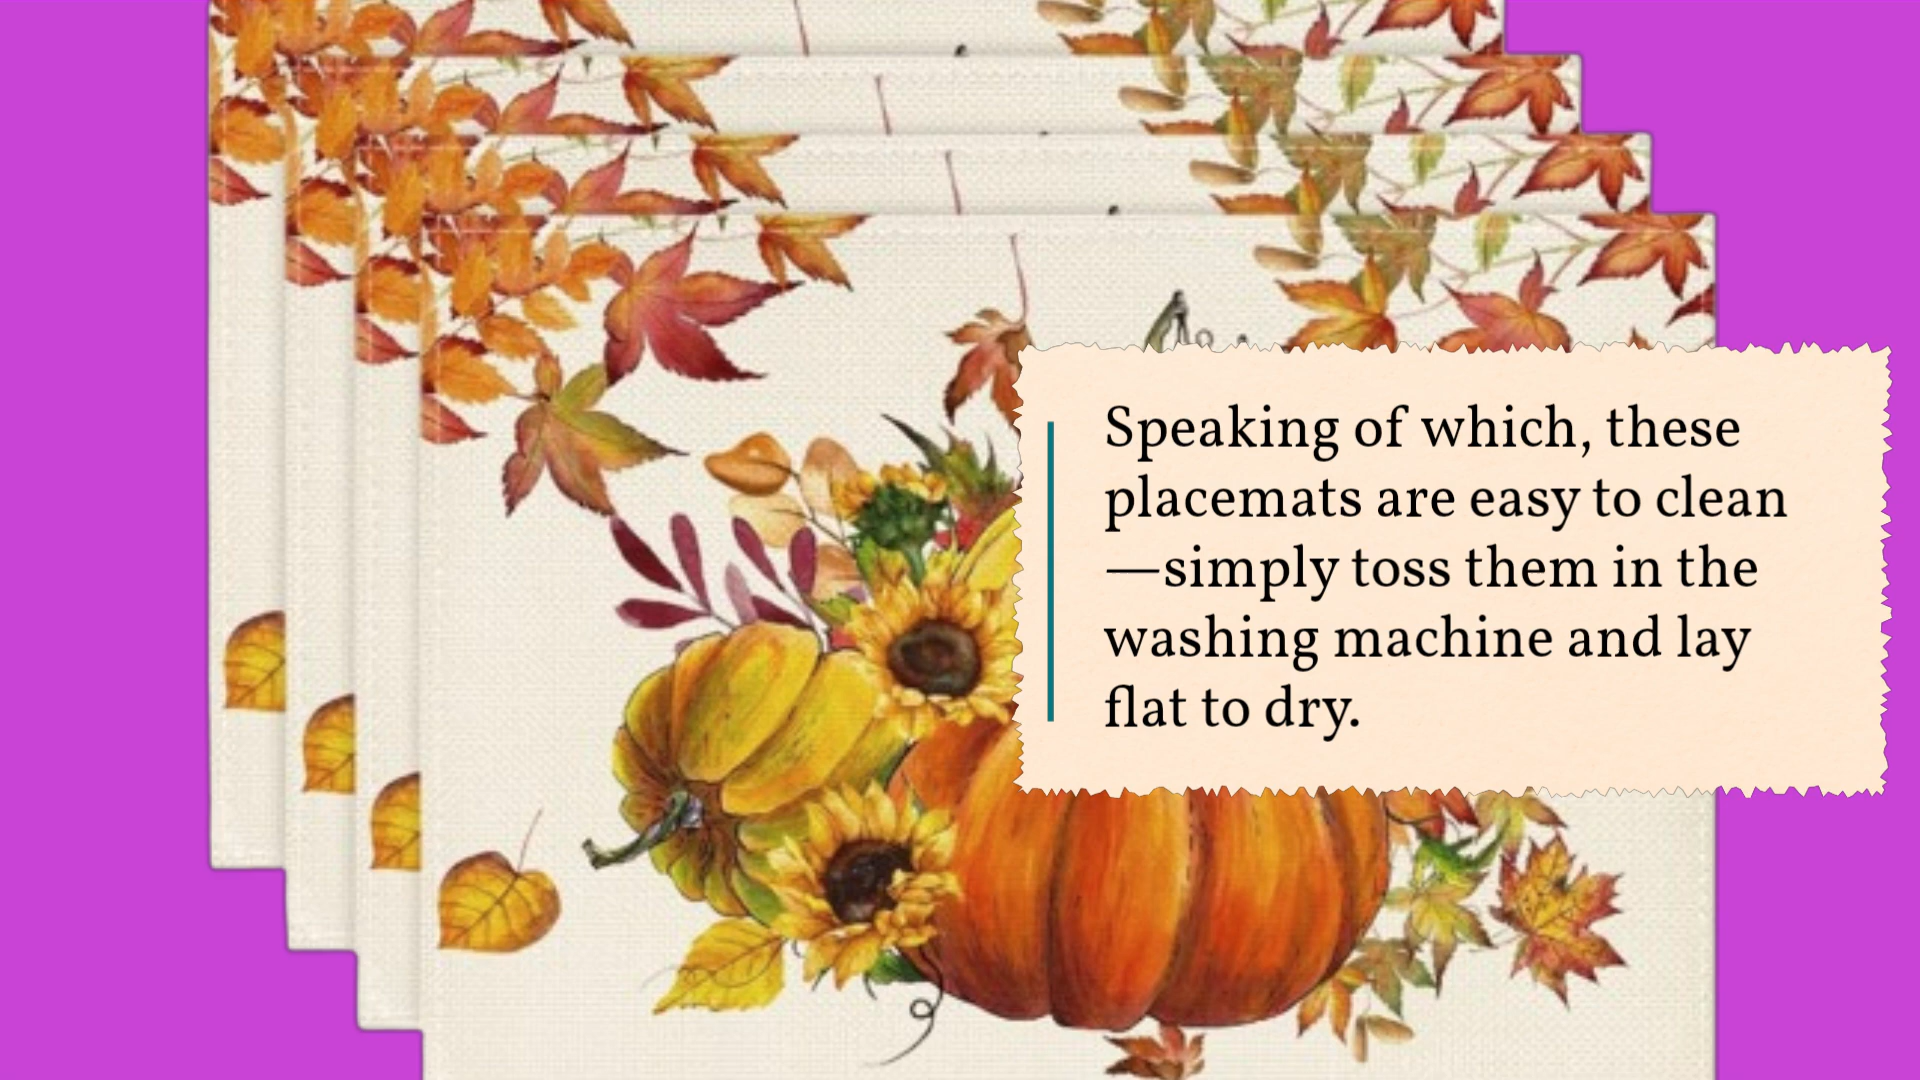 Speaking of which, these
placemats are easy to clean
—simply toss them in the
washing machine and lay
flat to dry.